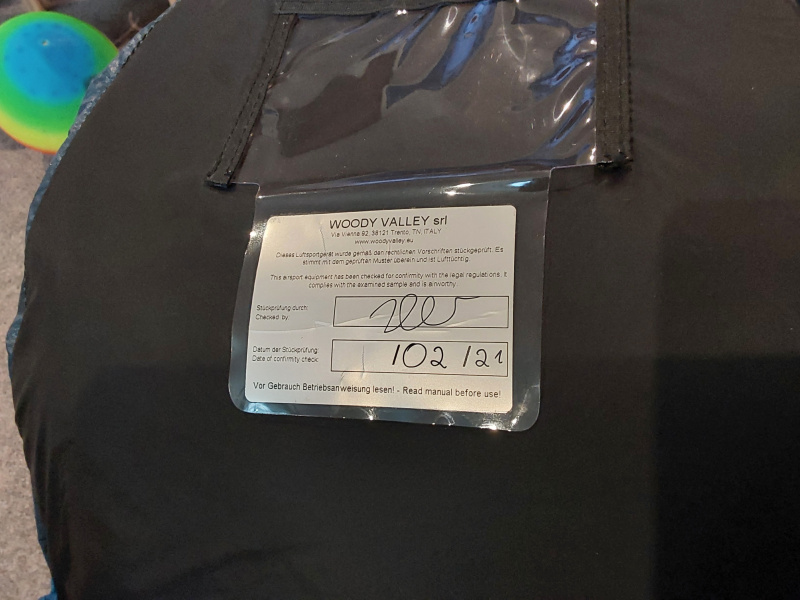 WOODY VALLEY srl
Via Vienna 92, 38121 Trento, TN, ITALY
www.woodyvalley.eu
Dieses Luftsportgerät wurde gemäß den rechtlichen Vorschriften stückgeprüft. Es
stimmt mit dem geprüften Muster überein und ist Lufttüchtig.
This airsport equipment has been checked for confirmity with the legal regulations. It
complies with the examined sample and is airworthy.
Stückprüfung durch:
Checked by:
Datum der Stückprüfung:
Date of confirmity check:
/02 /21
Vor Gebrauch Betriebsanweisung lesen! - Read manual before use!